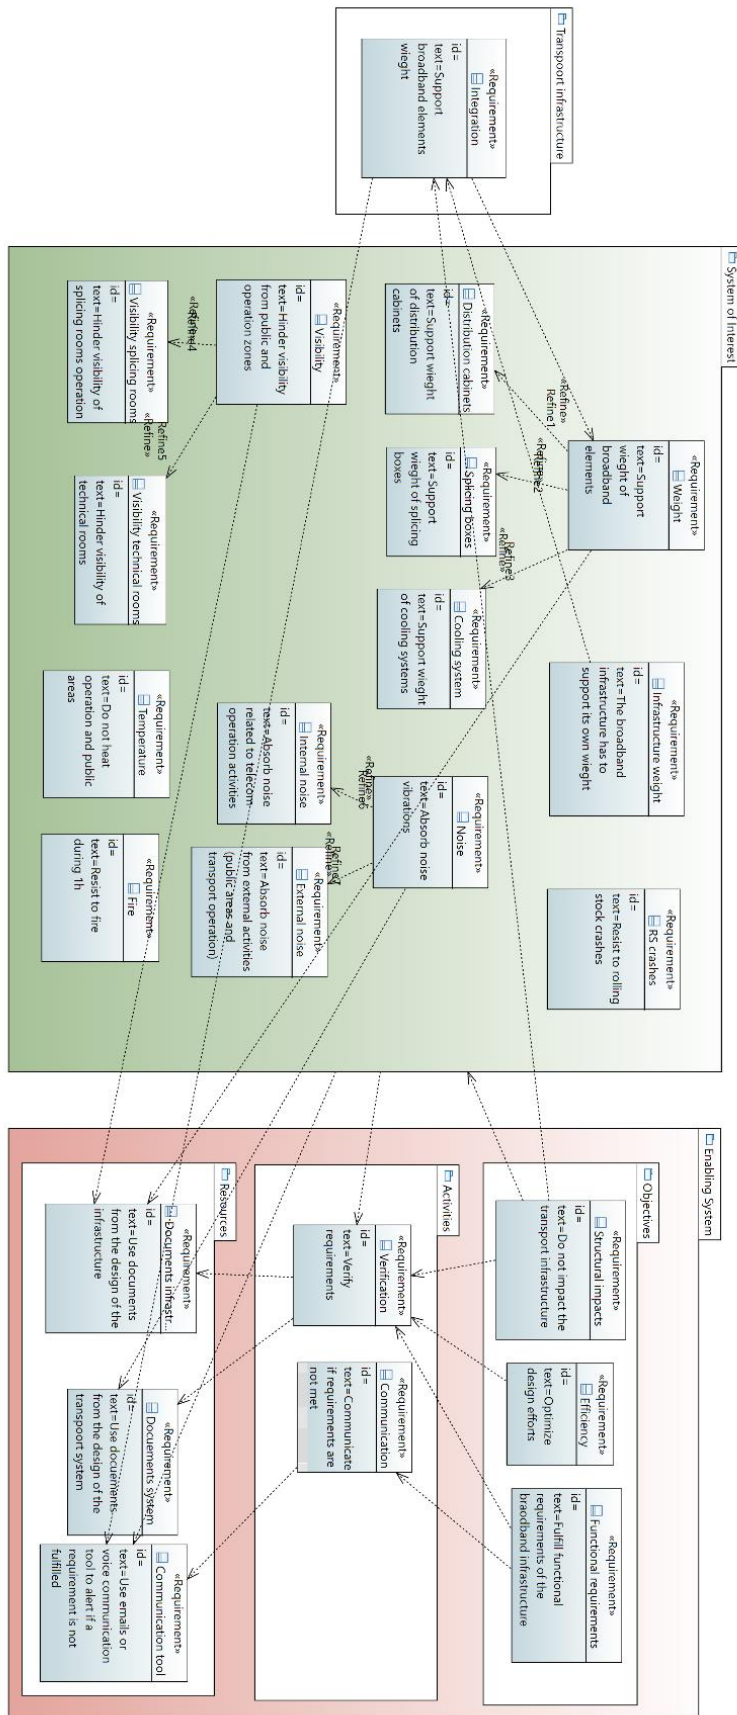 Transpoort infrastructure
«Requirement»
Integration
id=
text=Support
broadband elements
wieght
System of Interest
«Requirement»
Weight
id=
text=Support
wieght of
broadband
elements
«Requirement»
Infrastructure weight
id=
text=The broadband
infrastructure has to
support its own wieght
«Requirement»
RS crashes
id=
text=Resist to rolling
stock crashes
«Refine»
Refine1
«Refine»
Refine2
Refine3
«Refine»
«Requirement»
Distribution cabinets
id=
text=Support wieght
of distribution
cabinets
«Requirement»
Splicing boxes
id=
text=Support
wieght of splicing
boxes
«Requirement»
Cooling system
id=
text=Support wieght
of cooling systems
«Requirement»
Noise
id=
text=Absorb noise
vibrations
«Refine»
Refine6
Refine7
«Refine»
«Requirement»
Visibility
id=
text=Hinder visibility
from public and
operation zones
«Requirement»
Internal noise
id=
text=Absorb noise
related to telecom
operation activities
«Requirement»
External noise
id=
text=Absorb noise
from external activities
(public areas and
transport operation)
«Refine»
Refine4
Refine5
«Refine»
«Requirement»
Visibility splicing rooms
id=
text=Hinder visibility of
splicing rooms operation
«Requirement»
Visibility technical rooms
id=
text=Hinder visibility of
technical rooms
«Requirement»
Temperature
id=
text=Do not heat
operation and public
areas
«Requirement»
Fire
id=
text=Resist to fire
during 1h
Enabling System
Objectives
«Requirement»
Structural impacts
id=
text=Do not impact the
transport infrastructure
«Requirement»
Efficiency
id=
text=Optimize
design efforts
«Requirement»
Functional requirements
id=
text=Fulfill functional
requirements of the
braodband infrastructure
Activities
«Requirement»
Verification
id=
text=Verify
requirements
«Requirement»
Communication
id=
text=Communicate
if requirements are
not met
Resources
«Requirement»
Documents infrastr...
id=
text=Use documents
from the design of the
infrastructure
«Requirement»
Docuements system
id=
text=Use docuements
from the design of the
transpoort system
«Requirement»
Communication tool
id=
text=Use emails or
voice communication
tool to alert if a
requirement is not
fulfilled